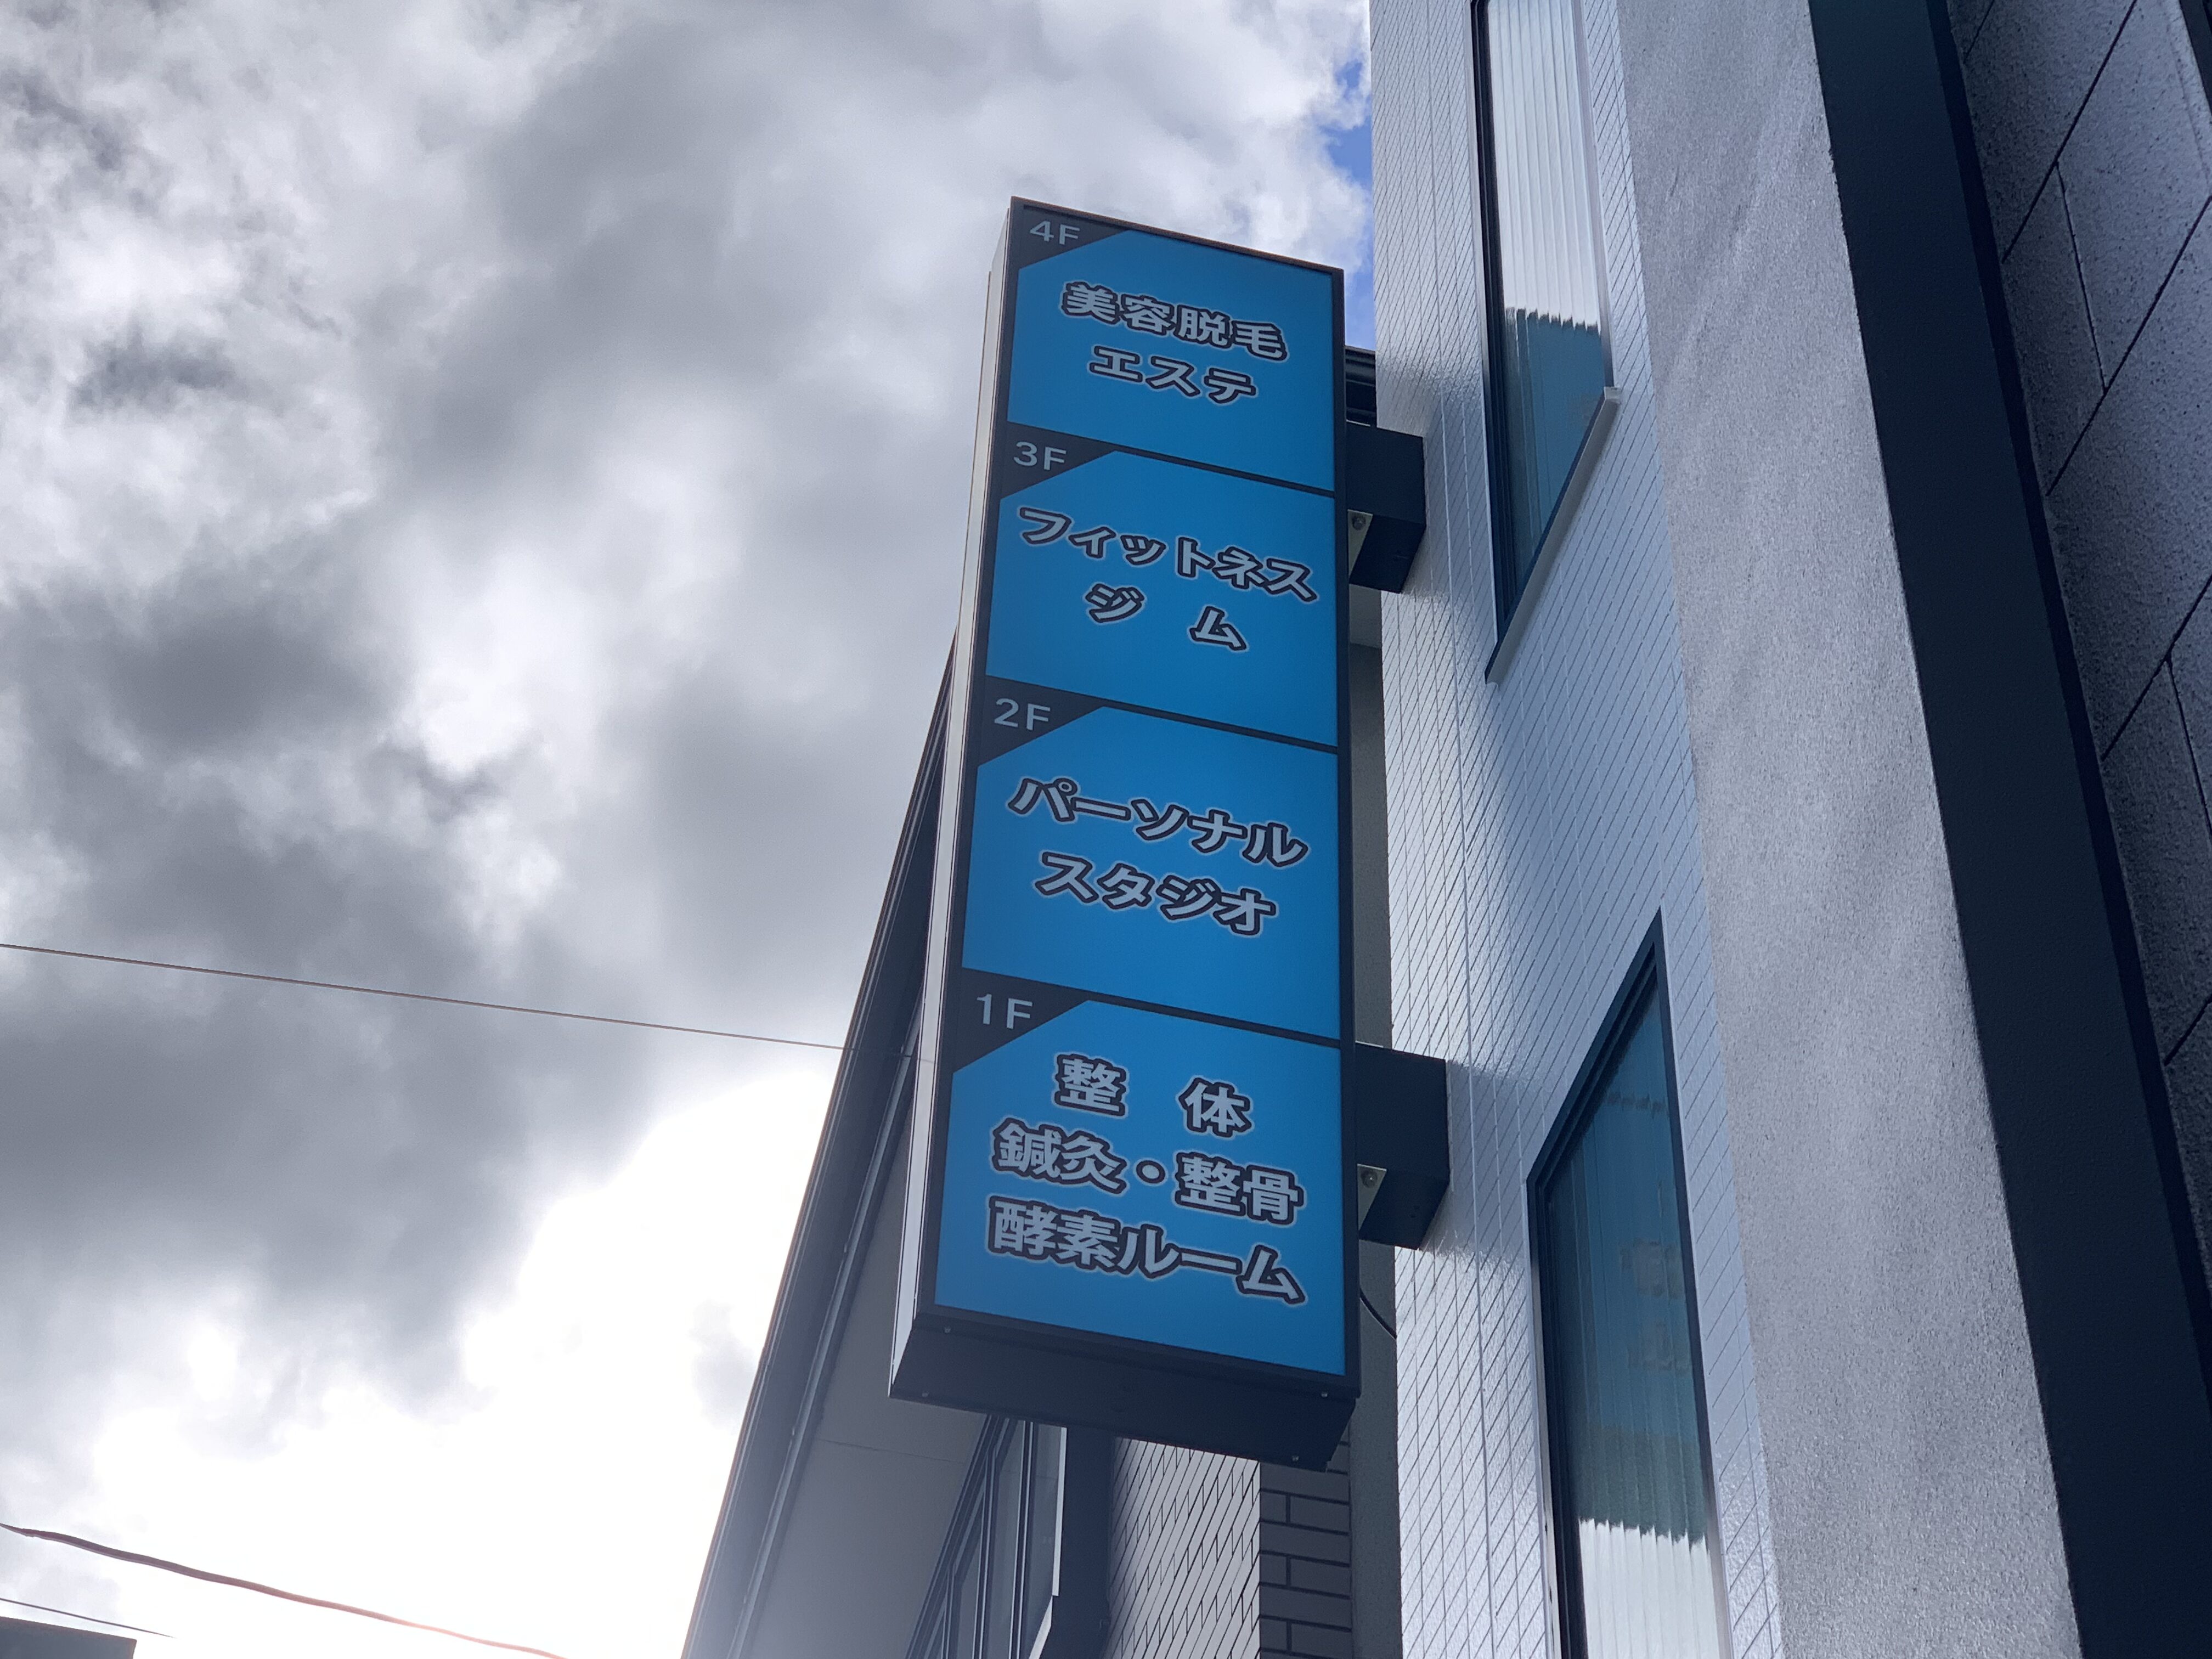 4F
美容脱毛
エステ
3F
フィットネス
ジ　ム
2F
パーソナル
スタジオ
1F
整　体
鍼灸・整骨
酵素ルーム